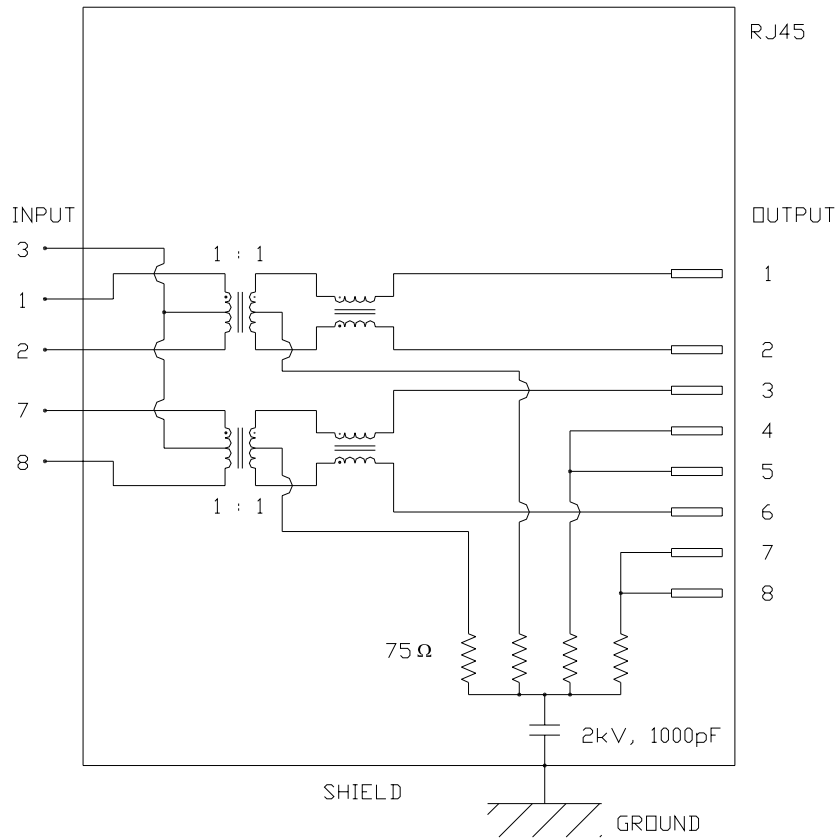 RJ45
INPUT
OUTPUT
3
1 : 1
1
1
2
2
3
7
4
8
5
1 : 1
6
7
8
75 Ω
2kV, 1000pF
SHIELD
GROUND